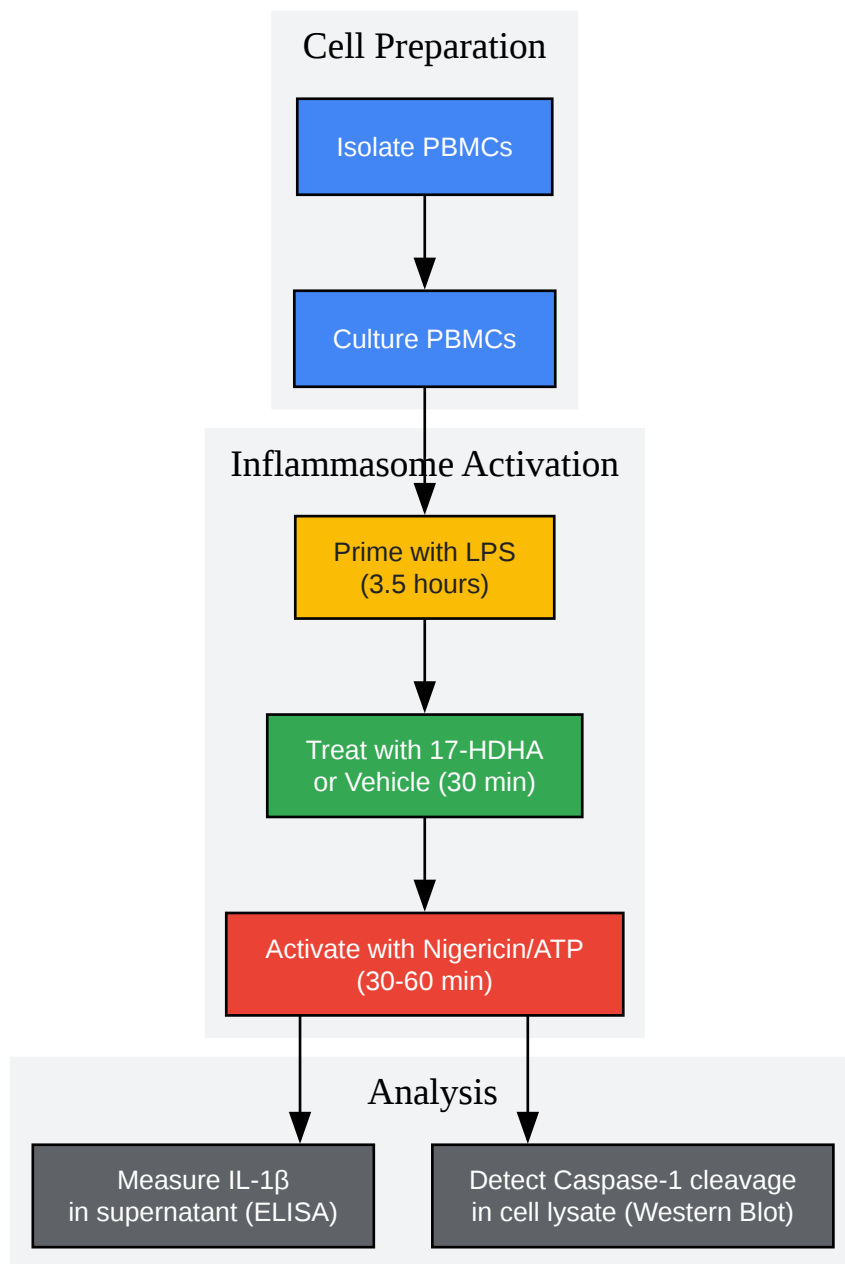 Cell Preparation
Isolate PBMCs
Culture PBMCs
Inflammasome Activation
Prime with LPS
(3.5 hours)
Treat with 17-HDHA
or Vehicle (30 min)
Activate with Nigericin/ATP
(30-60 min)
Analysis
Measure IL-1β
in supernatant (ELISA)
Detect Caspase-1 cleavage
in cell lysate (Western Blot)